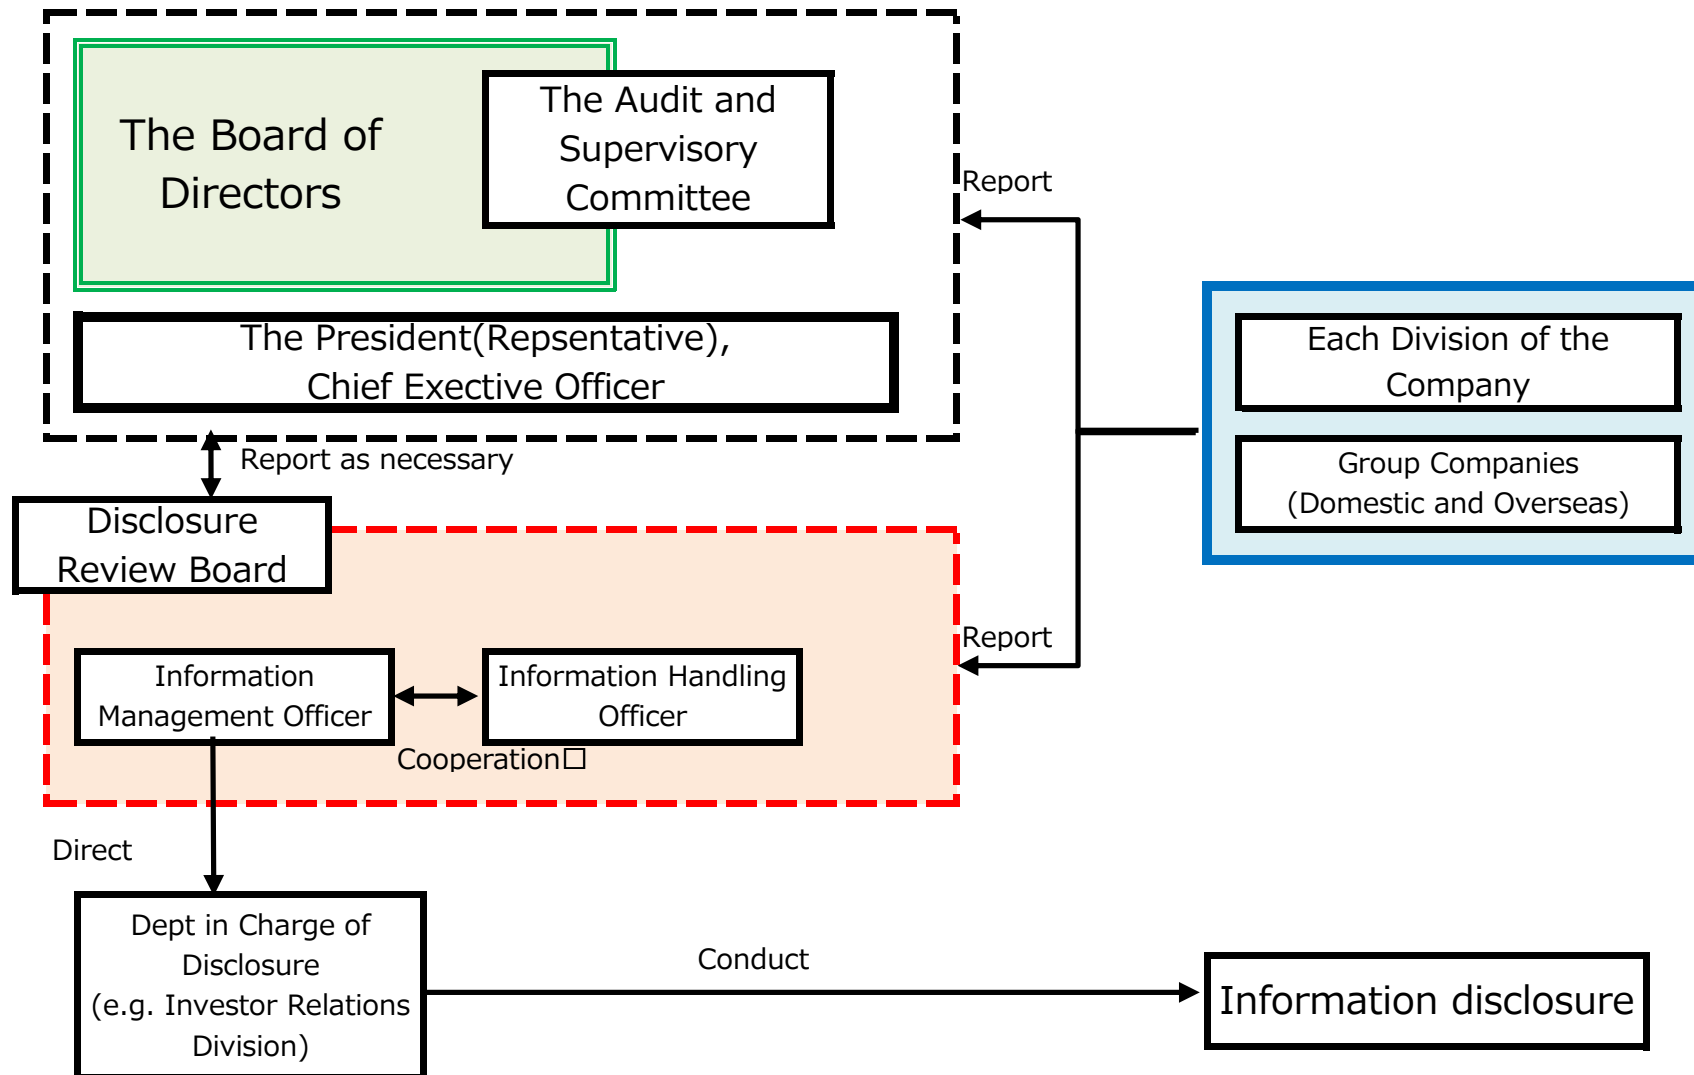 The Board of
Directors
The Audit and
Supervisory
Committee
Report
The President(Repsentative),
Chief Exective Officer
Each Division of the
Company
Group Companies
(Domestic and Overseas)
Report as necessary
Disclosure
Review Board
Report
Information
Management Officer
Information Handling
Officer
Cooperation□
Direct
Dept in Charge of
Disclosure
(e.g. Investor Relations
Division)
Conduct
Information disclosure